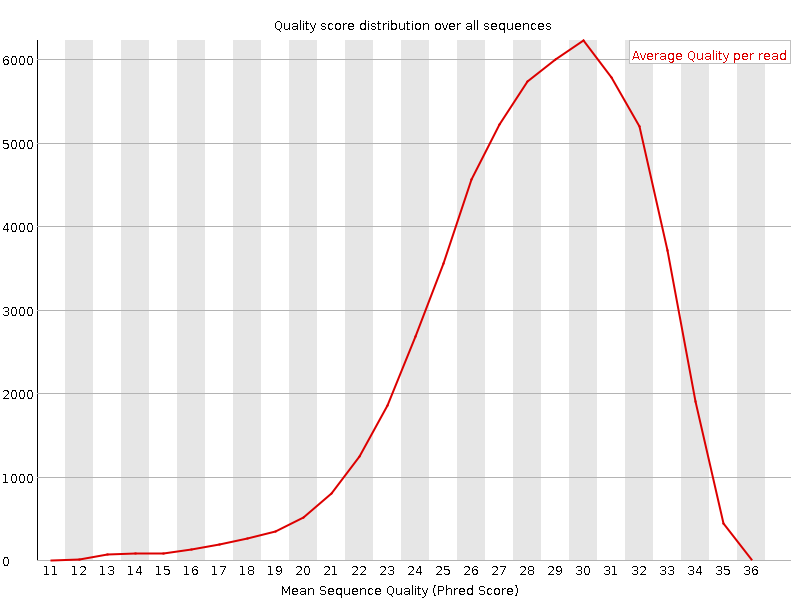 Quality score distribution over all sequences
Average Quality per read
6000
5000
4000
3000
2000
1000
0
11 12 13 14 15 16 17 18 19 20 21 22 23 24 25 26 27 28 29 30 31 32 33 34 35 36
Mean Sequence Quality (Phred Score)